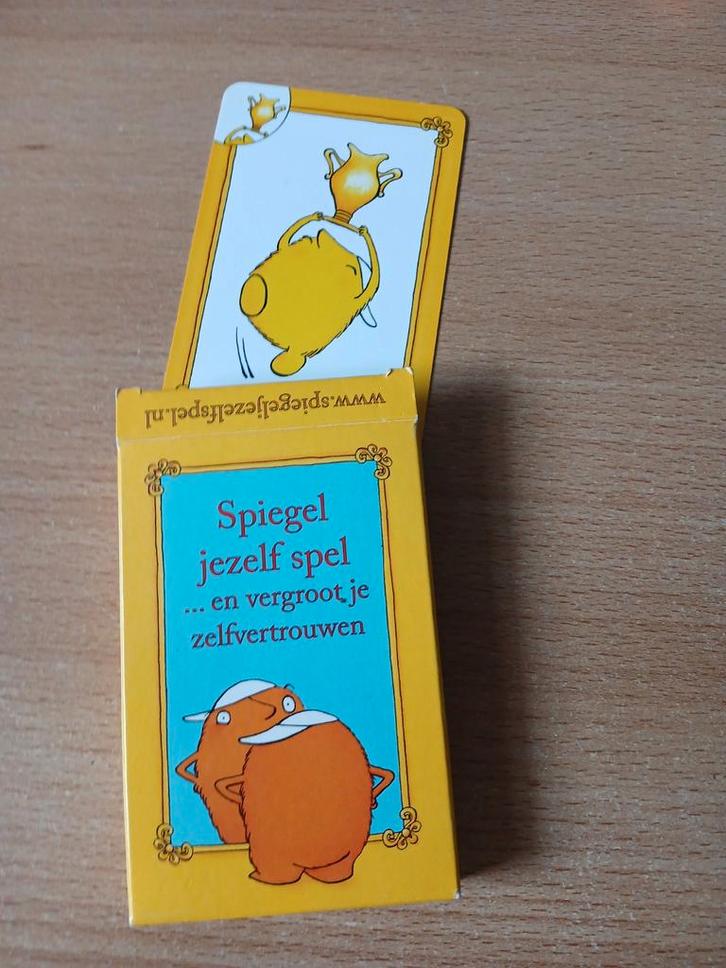 www.spiegeljezelfspel.nl
Spiegel
jezelf spel
... en vergroot je
zelfvertrouwen